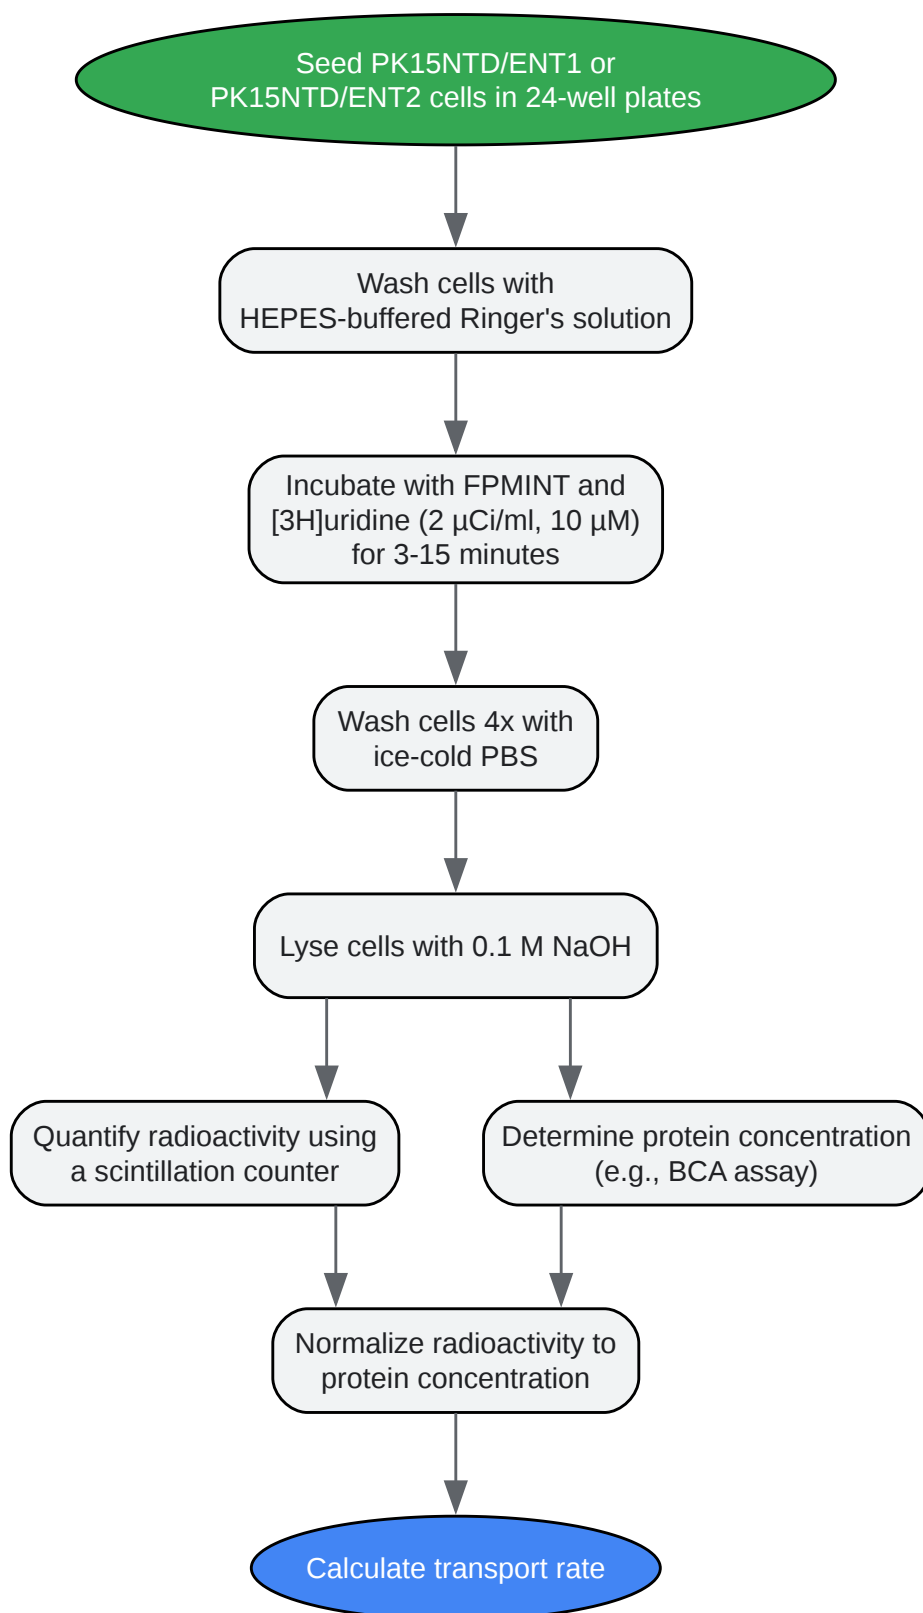 Seed PK15NTD/ENT1 or
PK15NTD/ENT2 cells in 24-well plates
Wash cells with
HEPES-buffered Ringer's solution
Incubate with FPMINT and
[3H]uridine (2 µCi/ml, 10 µM)
for 3-15 minutes
Wash cells 4x with
ice-cold PBS
Lyse cells with 0.1 M NaOH
Quantify radioactivity using
a scintillation counter
Determine protein concentration
(e.g., BCA assay)
Normalize radioactivity to
protein concentration
Calculate transport rate